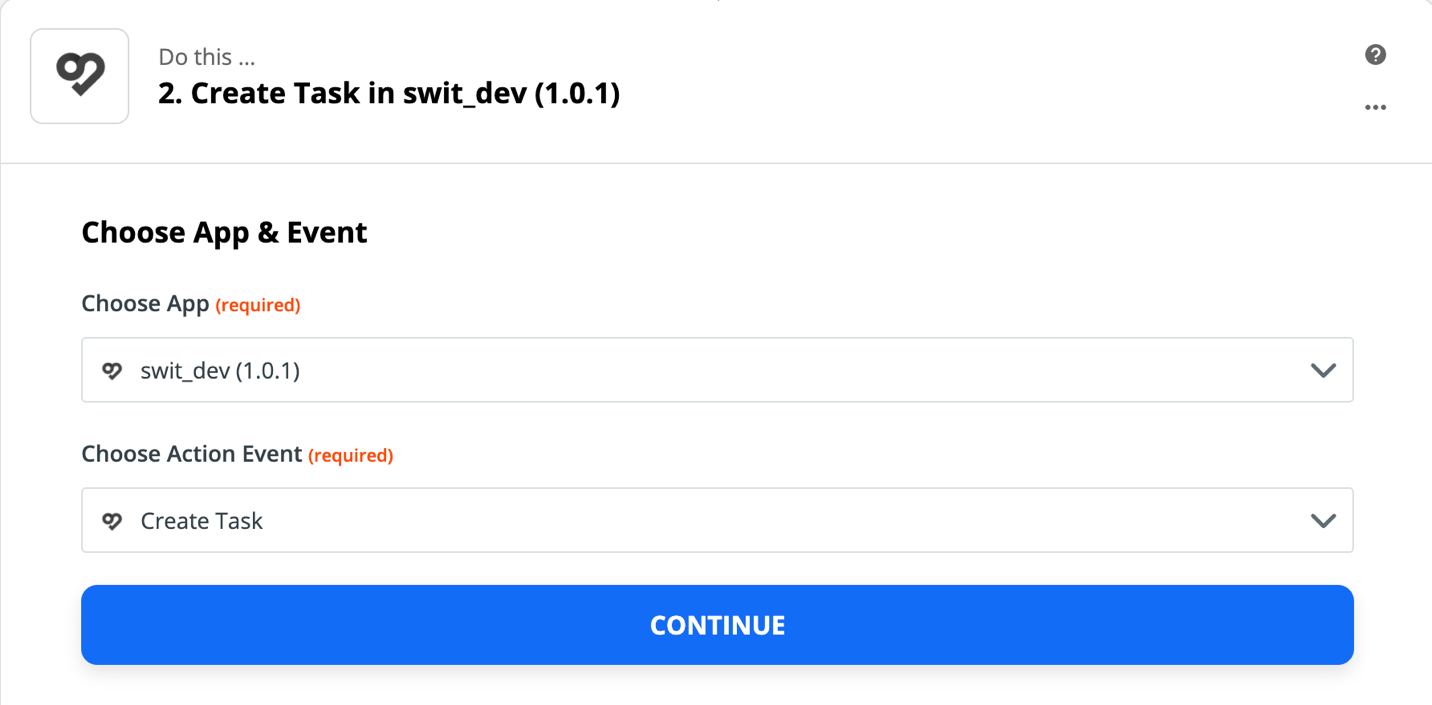 Do this ...
2. Create Task in swit_dev (1.0.1)
?
Choose App & Event
Choose App (required)
swit_dev (1.0.1)
Choose Action Event (required)
Create Task
CONTINUE